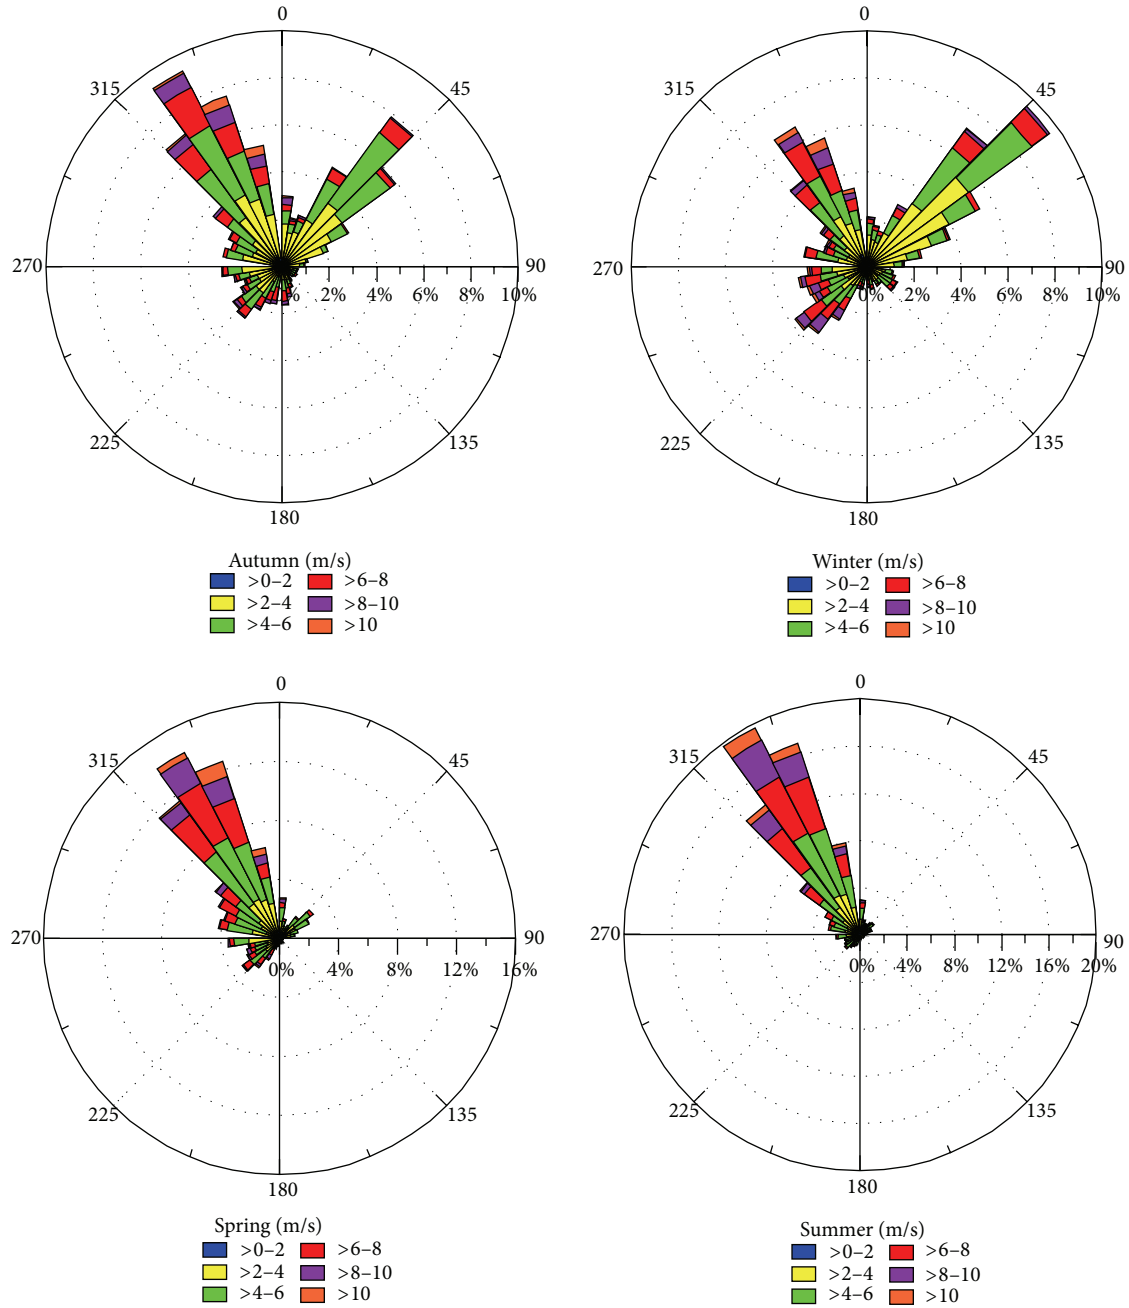 0 0
315 45 315 45
270 90 270 90
% 2% 4% 6% 8% 10% 0% 2% 4% 6% 8% 10%
225 135 225 135
180 180
Autumn (m/s) Winter (m/s)
>0–2 >6–8 >0–2 >6–8
>2–4 >8–10 >2–4 >8–10
>4–6 >10 >4–6 >10
0 0
315 45 315 45
270 90 270 90
0% 4% 8% 12% 16% 0% 4% 8% 12% 16% 20%
225 135 225 135
180 180
Spring (m/s) Summer (m/s)
>0–2 >6–8 >0–2 >6–8
>2–4 >8–10 >2–4 >8–10
>4–6 >10 >4–6 >10